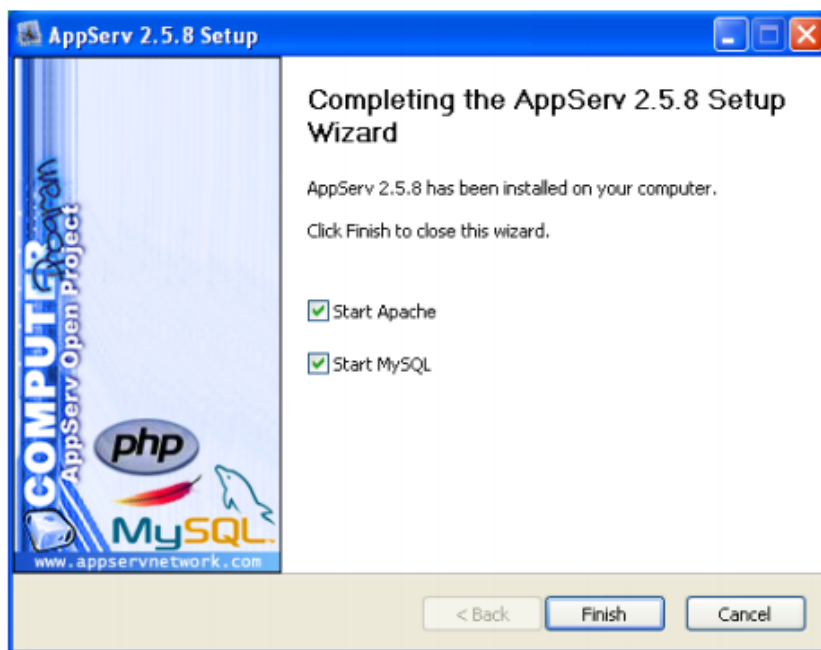 AppServ 2.5.8 Setup
Completing the AppServ 2.5.8 Setup
Wizard
AppServ 2.5.8 has been installed on your computer.
Click Finish to close this wizard.
Start Apache
Start MySQL
COMPUTER
Program
AppServ Open Project
php
MySQL
www.appservnetwork.com
< Back
Finish
Cancel